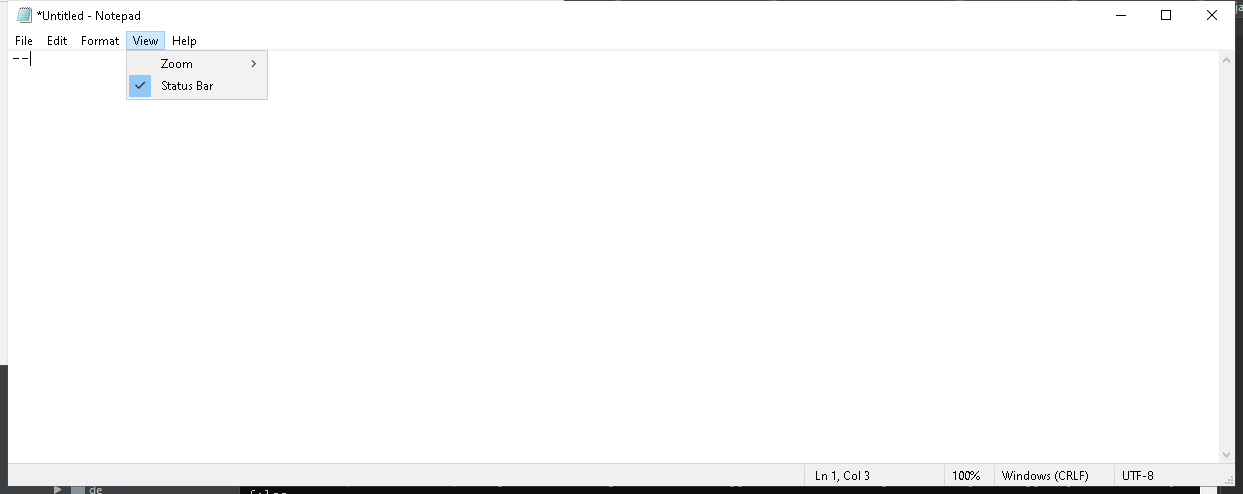 *Untitled - Notepad
File Edit Format View Help
--
Zoom
Status Bar
Ln 1, Col 3 100% Windows (CRLF) UTF-8
de